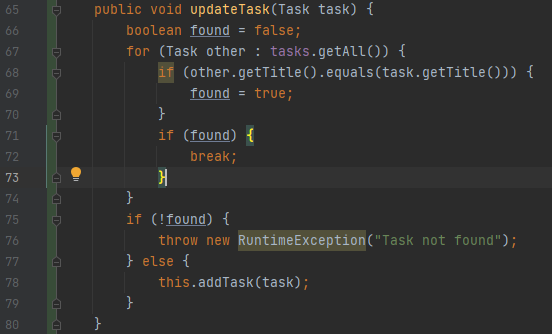 65 public void updateTask(Task task) {
66 boolean found = false;
67 for (Task other : tasks.getAll()) {
68 if (other.getTitle().equals(task.getTitle())) {
69 found = true;
70 }
71 if (found) {
72 break;
73 }
74 }
75 if (!found) {
76 throw new RuntimeException("Task not found");
77 } else {
78 this.addTask(task);
79 }
80 }